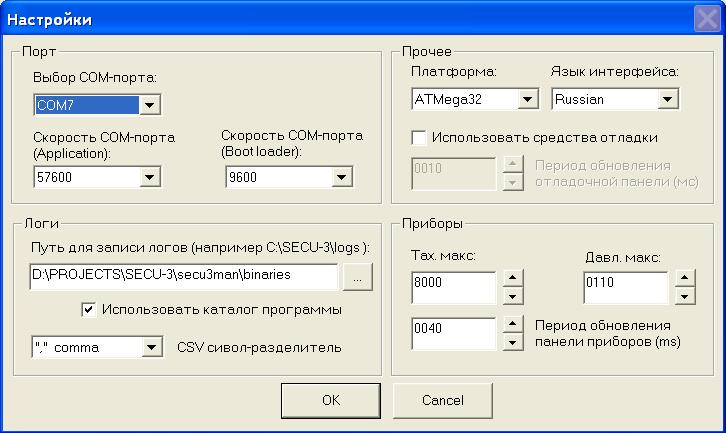 Настройки
Порт
Выбор COM-порта:
COM7
Скорость COM-порта
(Application):
57600
Скорость COM-порта
(Boot loader):
9600
Прочее
Платформа:
ATMega32
Язык интерфейса:
Russian
Использовать средства отладки
0010
Период обновления
отладочной панели (мс)
Логи
Путь для записи логов (например C:\SECU-3\logs ):
D:\PROJECTS\SECU-3\secu3man\binaries
...
Использовать каталог программы
"," comma
CSV сивол-разделитель
Приборы
Тах. макс:
8000
Давл. макс:
0110
0040
Период обновления
панели приборов (ms)
OK
Cancel